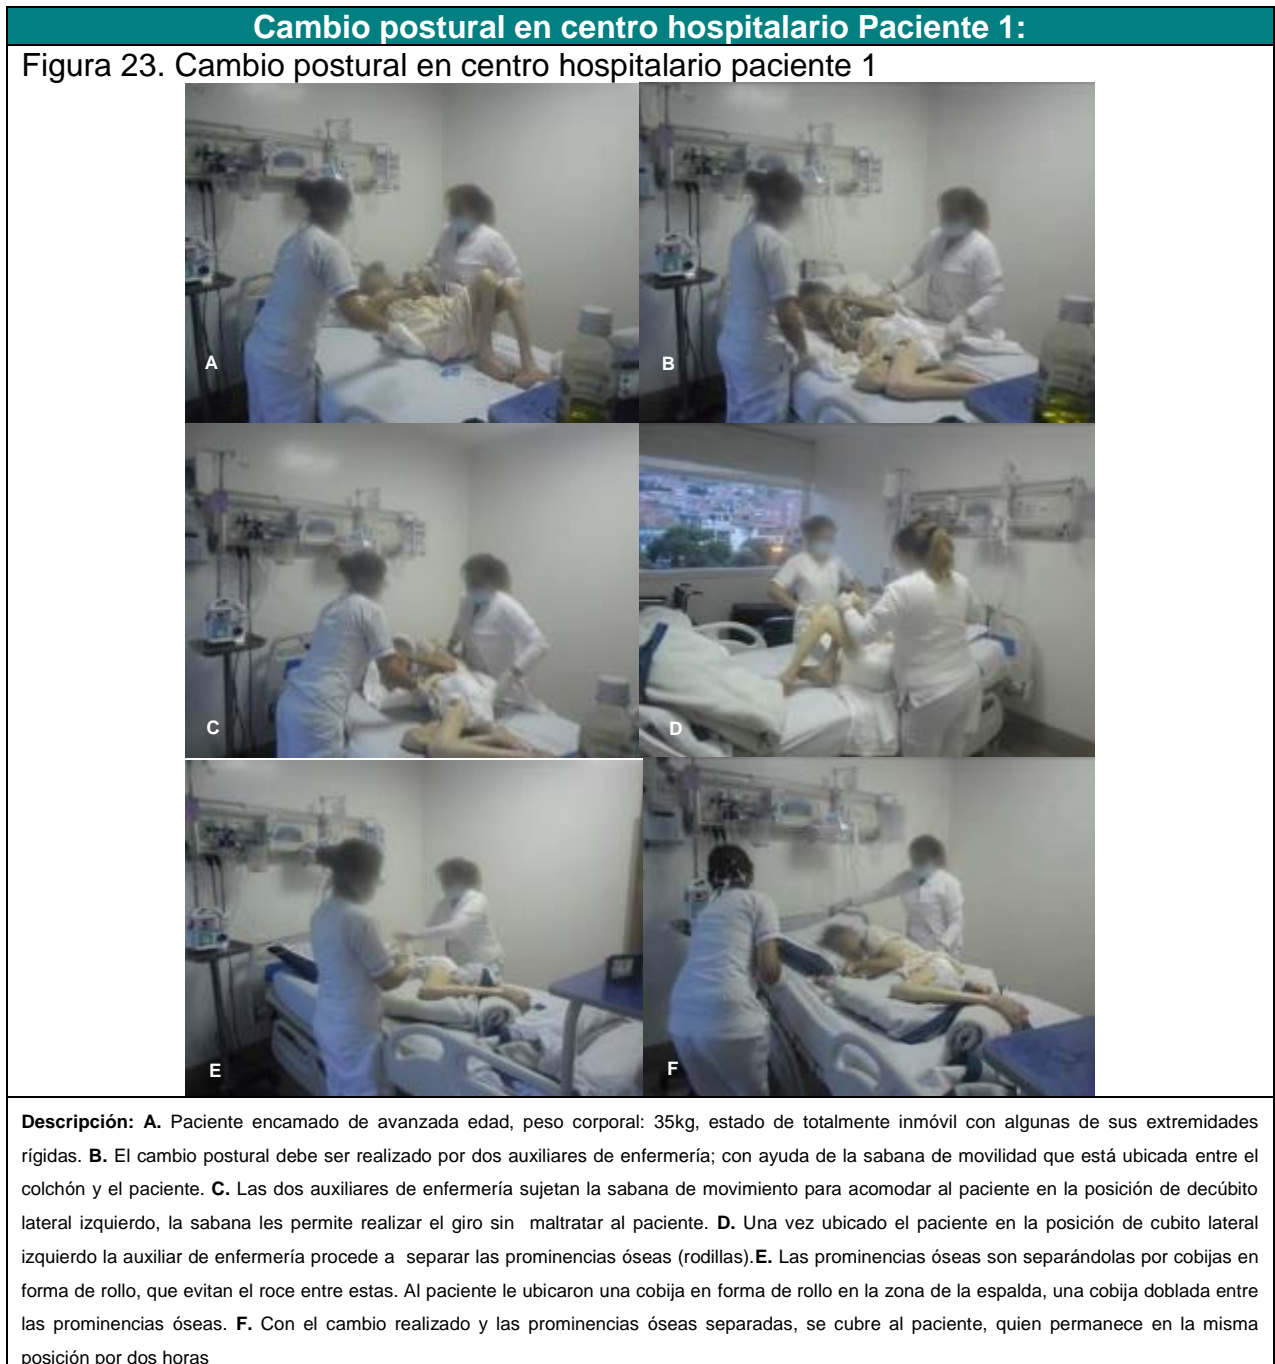 Cambio postural en centro hospitalario Paciente 1:
Figura 23. Cambio postural en centro hospitalario paciente 1
A
B
C
D
E
F
Descripción: A. Paciente encamado de avanzada edad, peso corporal: 35kg, estado de totalmente inmóvil con algunas de sus extremidades
rígidas. B. El cambio postural debe ser realizado por dos auxiliares de enfermería; con ayuda de la sabana de movilidad que está ubicada entre el
colchón y el paciente. C. Las dos auxiliares de enfermería sujetan la sabana de movimiento para acomodar al paciente en la posición de decúbito
lateral izquierdo, la sabana les permite realizar el giro sin maltratar al paciente. D. Una vez ubicado el paciente en la posición de cubito lateral
izquierdo la auxiliar de enfermería procede a separar las prominencias óseas (rodillas).E. Las prominencias óseas son separándolas por cobijas en
forma de rollo, que evitan el roce entre estas. Al paciente le ubicaron una cobija en forma de rollo en la zona de la espalda, una cobija doblada entre
las prominencias óseas. F. Con el cambio realizado y las prominencias óseas separadas, se cubre al paciente, quien permanece en la misma
posición por dos horas